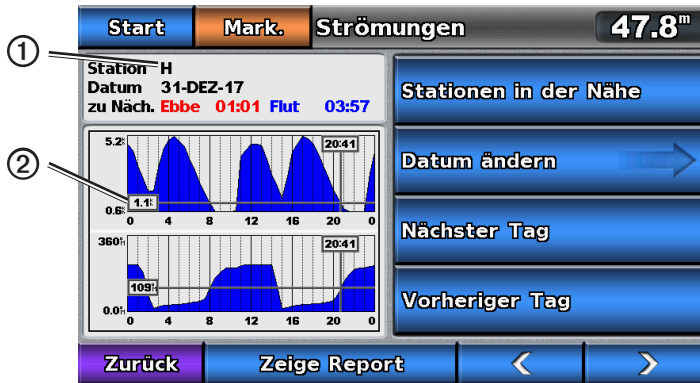 Start Mark. Strömungen 47.8m
1
Station H
Datum 31-DEZ-17
zu Näch. Ebbe 01:01 Flut 03:57
Stationen in der Nähe
5.2
20:41
2
1.1
0.6
0 4 8 12 16 20 0
Datum ändern
Nächster Tag
360
20:41
109
0.0
0 4 8 12 16 20 0
Vorheriger Tag
Zurück Zeige Report